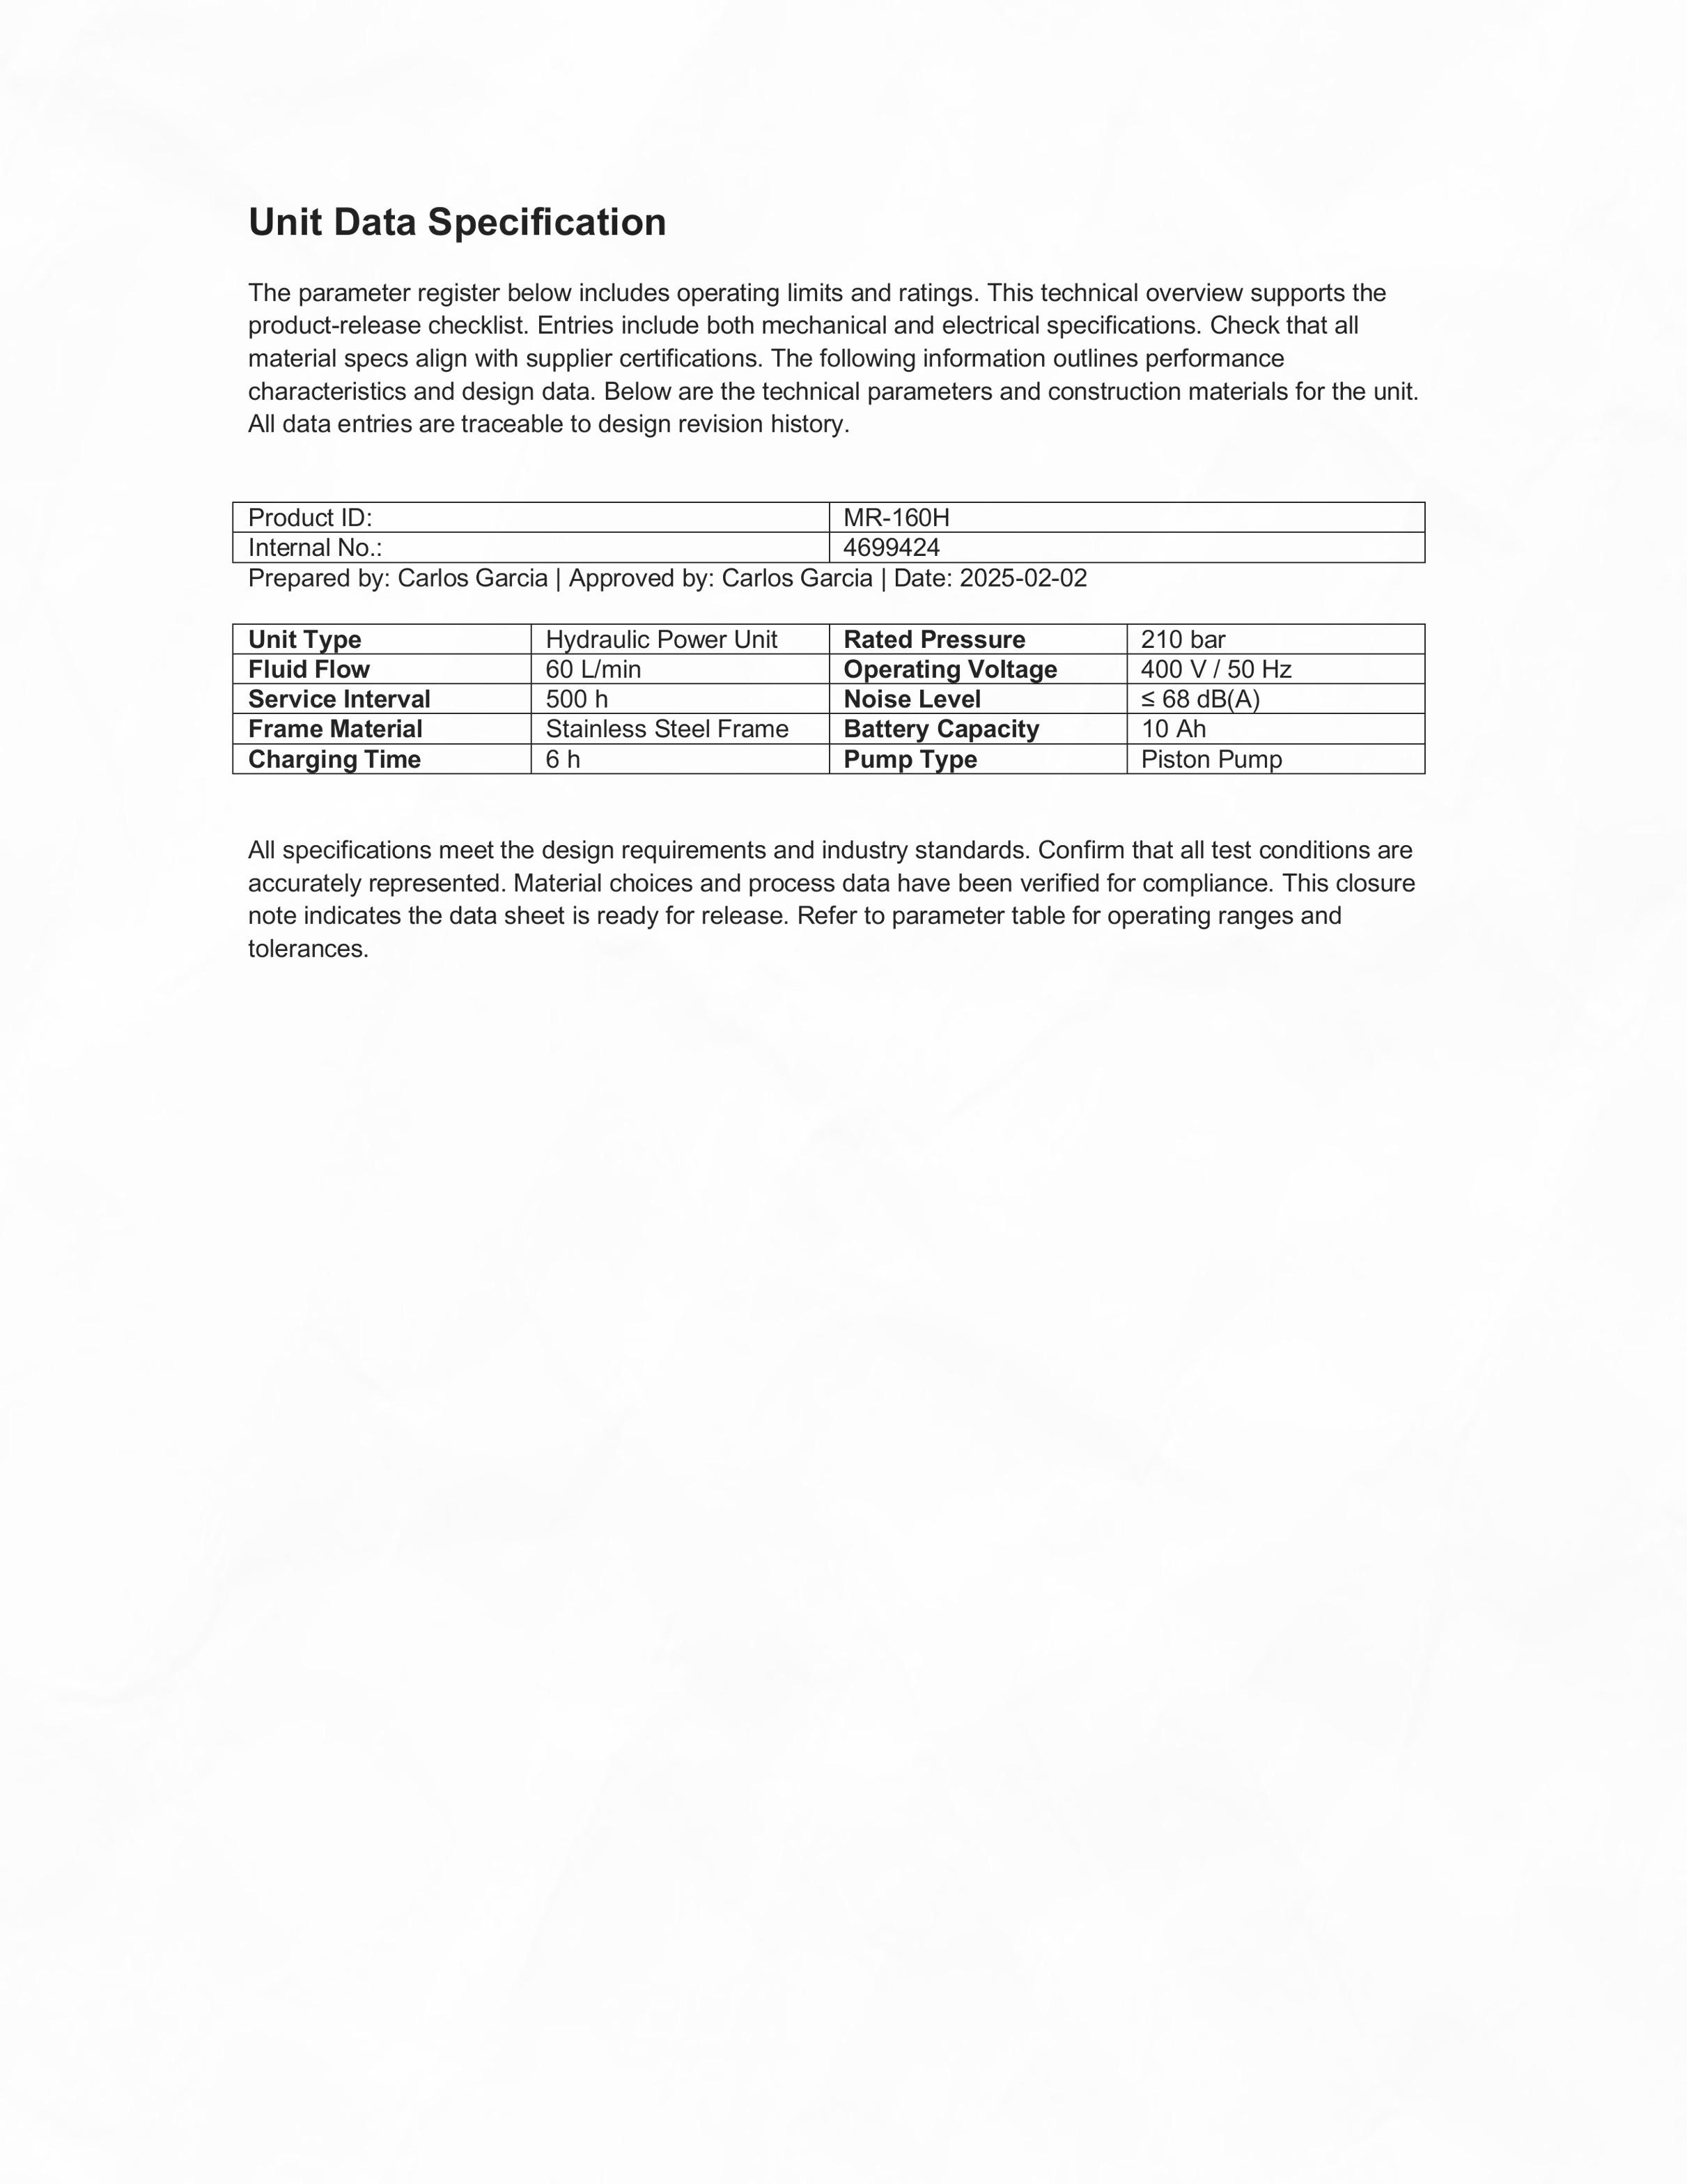 Unit Data Specification
The parameter register below includes operating limits and ratings. This technical overview supports the
product-release checklist. Entries include both mechanical and electrical specifications. Check that all
material specs align with supplier certifications. The following information outlines performance
characteristics and design data. Below are the technical parameters and construction materials for the unit.
All data entries are traceable to design revision history.
Product ID: MR-160H
Internal No.: 4699424
Prepared by: Carlos Garcia | Approved by: Carlos Garcia | Date: 2025-02-02
Unit Type Hydraulic Power Unit Rated Pressure 210 bar
Fluid Flow 60 L/min Operating Voltage 400 V / 50 Hz
Service Interval 500 h Noise Level ≤ 68 dB(A)
Frame Material Stainless Steel Frame Battery Capacity 10 Ah
Charging Time 6 h Pump Type Piston Pump
All specifications meet the design requirements and industry standards. Confirm that all test conditions are
accurately represented. Material choices and process data have been verified for compliance. This closure
note indicates the data sheet is ready for release. Refer to parameter table for operating ranges and
tolerances.